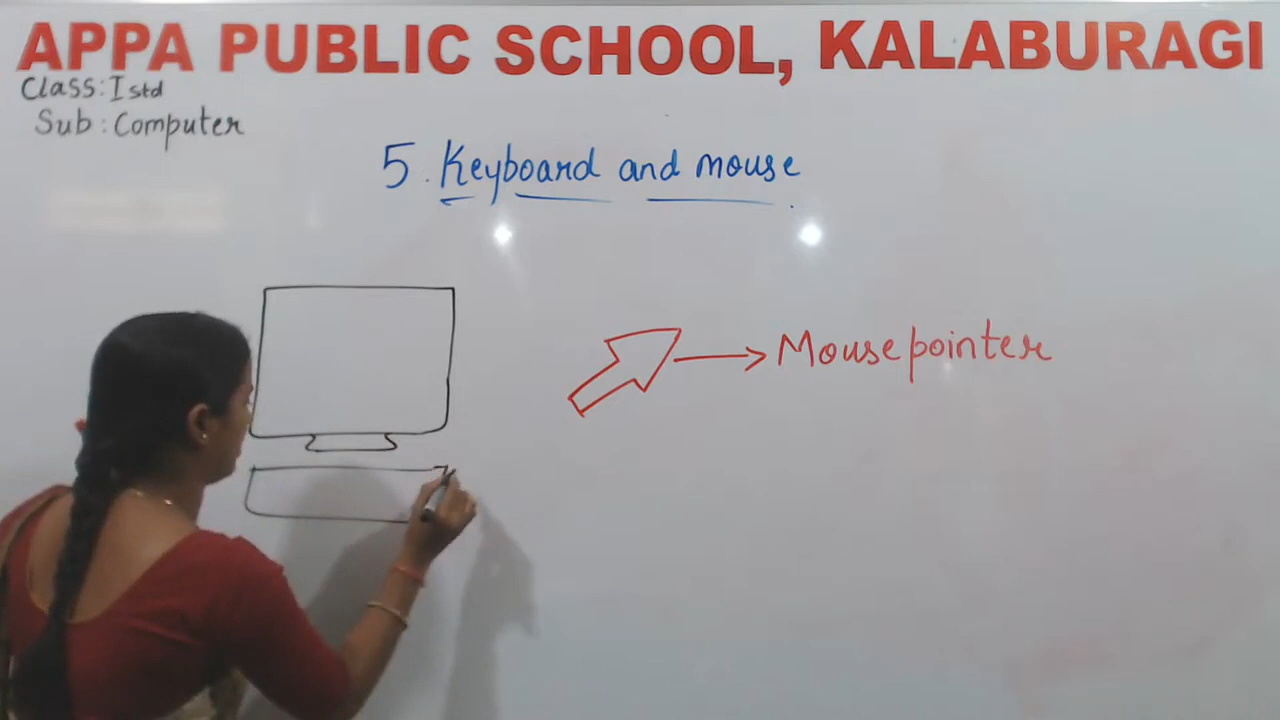 APPA PUBLIC SCHOOL, KALABURAGI
Class: I std
Sub: Computer
5. Keyboard and mouse
Mouse pointer